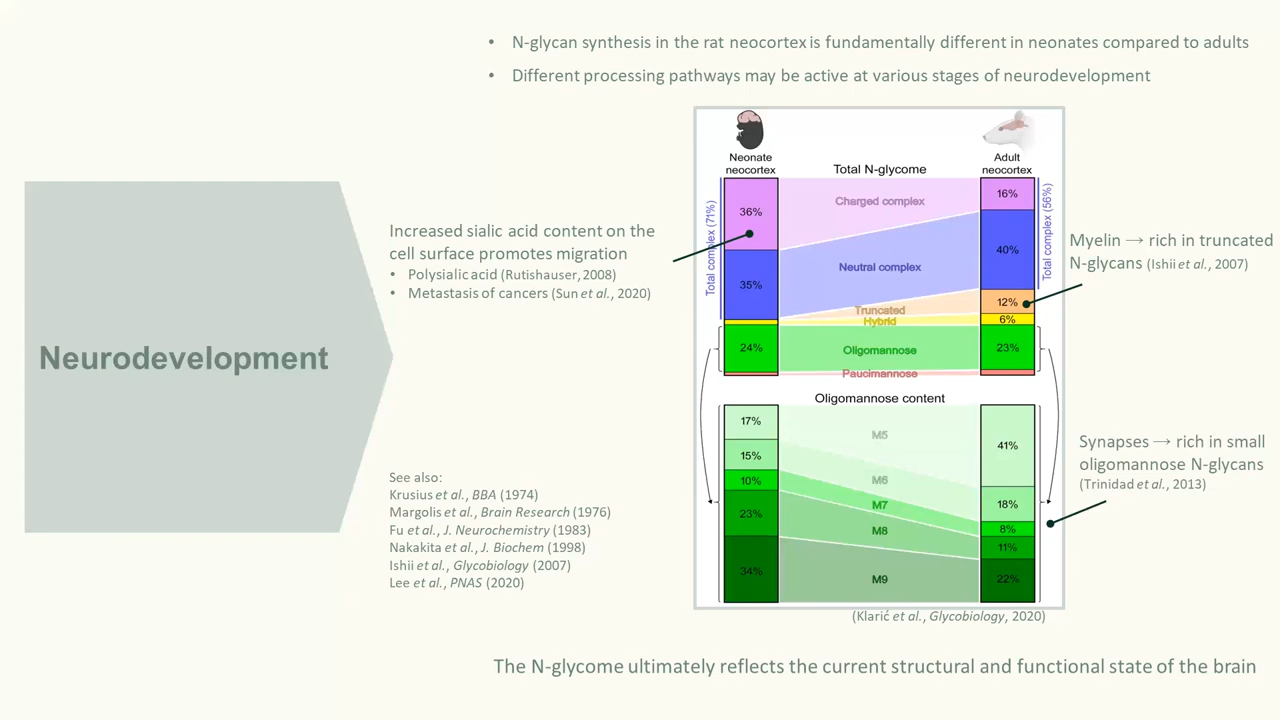 • N-glycan synthesis in the rat neocortex is fundamentally different in neonates compared to adults
• Different processing pathways may be active at various stages of neurodevelopment
Neurodevelopment
Increased sialic acid content on the
cell surface promotes migration
• Polysialic acid (Rutishauser, 2008)
• Metastasis of cancers (Sun et al., 2020)
See also:
Krusius et al., BBA (1974)
Margolis et al., Brain Research (1976)
Fu et al., J. Neurochemistry (1983)
Nakakita et al., J. Biochem (1998)
Ishii et al., Glycobiology (2007)
Lee et al., PNAS (2020)
Neonate
neocortex
Total N-glycome
Adult
neocortex
Total complex (71%)
36%
35%
24%
Charged complex
Neutral complex
Truncated
Hybrid
Oligomannose
Paucimannose
16%
40%
12%
6%
23%
Total complex (56%)
Oligomannose content
17%
15%
10%
23%
34%
M5
M6
M7
M8
M9
41%
18%
8%
11%
22%
Myelin → rich in truncated
N-glycans (Ishii et al., 2007)
Synapses → rich in small
oligomannose N-glycans
(Trinidad et al., 2013)
(Klarić et al., Glycobiology, 2020)
The N-glycome ultimately reflects the current structural and functional state of the brain